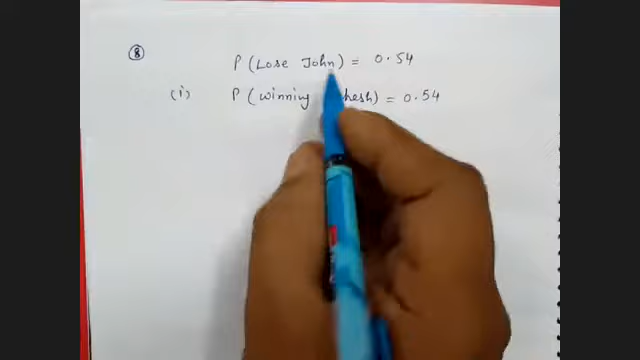 ⑧ P (Lose John) = 0.54
(i) P (winning hesh) = 0.54